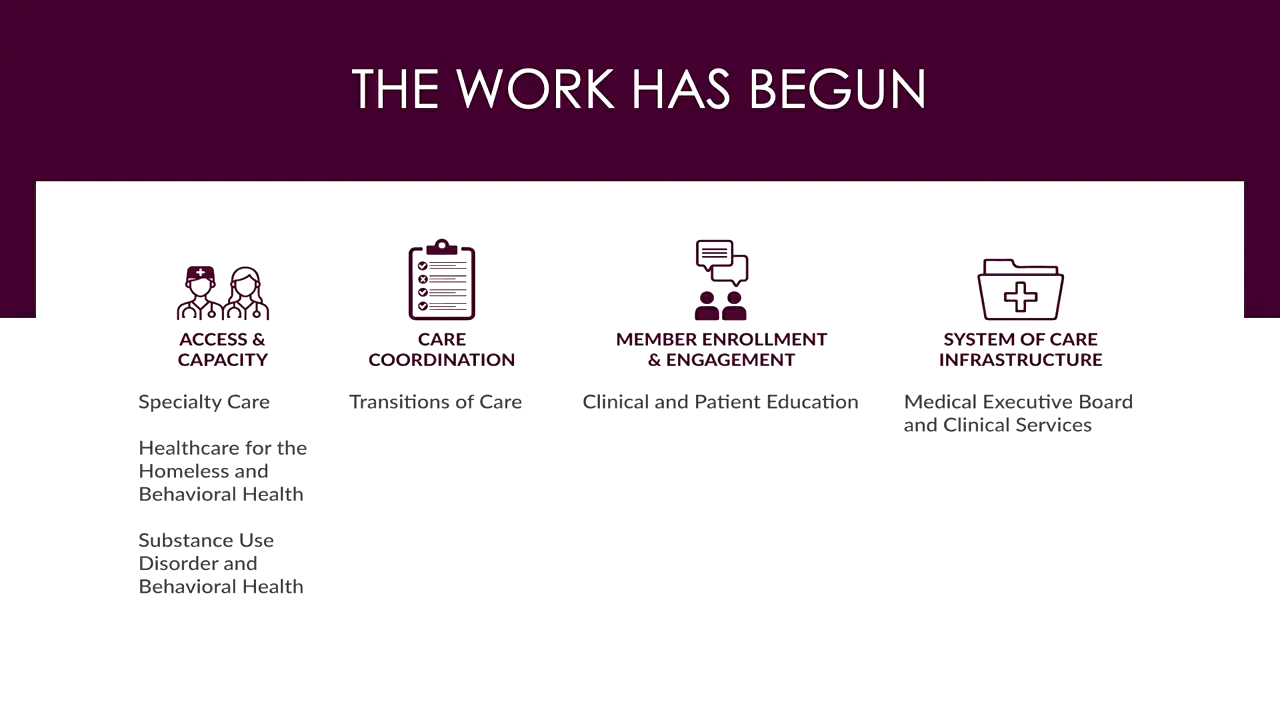 THE WORK HAS BEGUN
ACCESS &
CAPACITY
Specialty Care
Healthcare for the
Homeless and
Behavioral Health
Substance Use
Disorder and
Behavioral Health
CARE
COORDINATION
Transitions of Care
MEMBER ENROLLMENT
& ENGAGEMENT
Clinical and Patient Education
SYSTEM OF CARE
INFRASTRUCTURE
Medical Executive Board
and Clinical Services